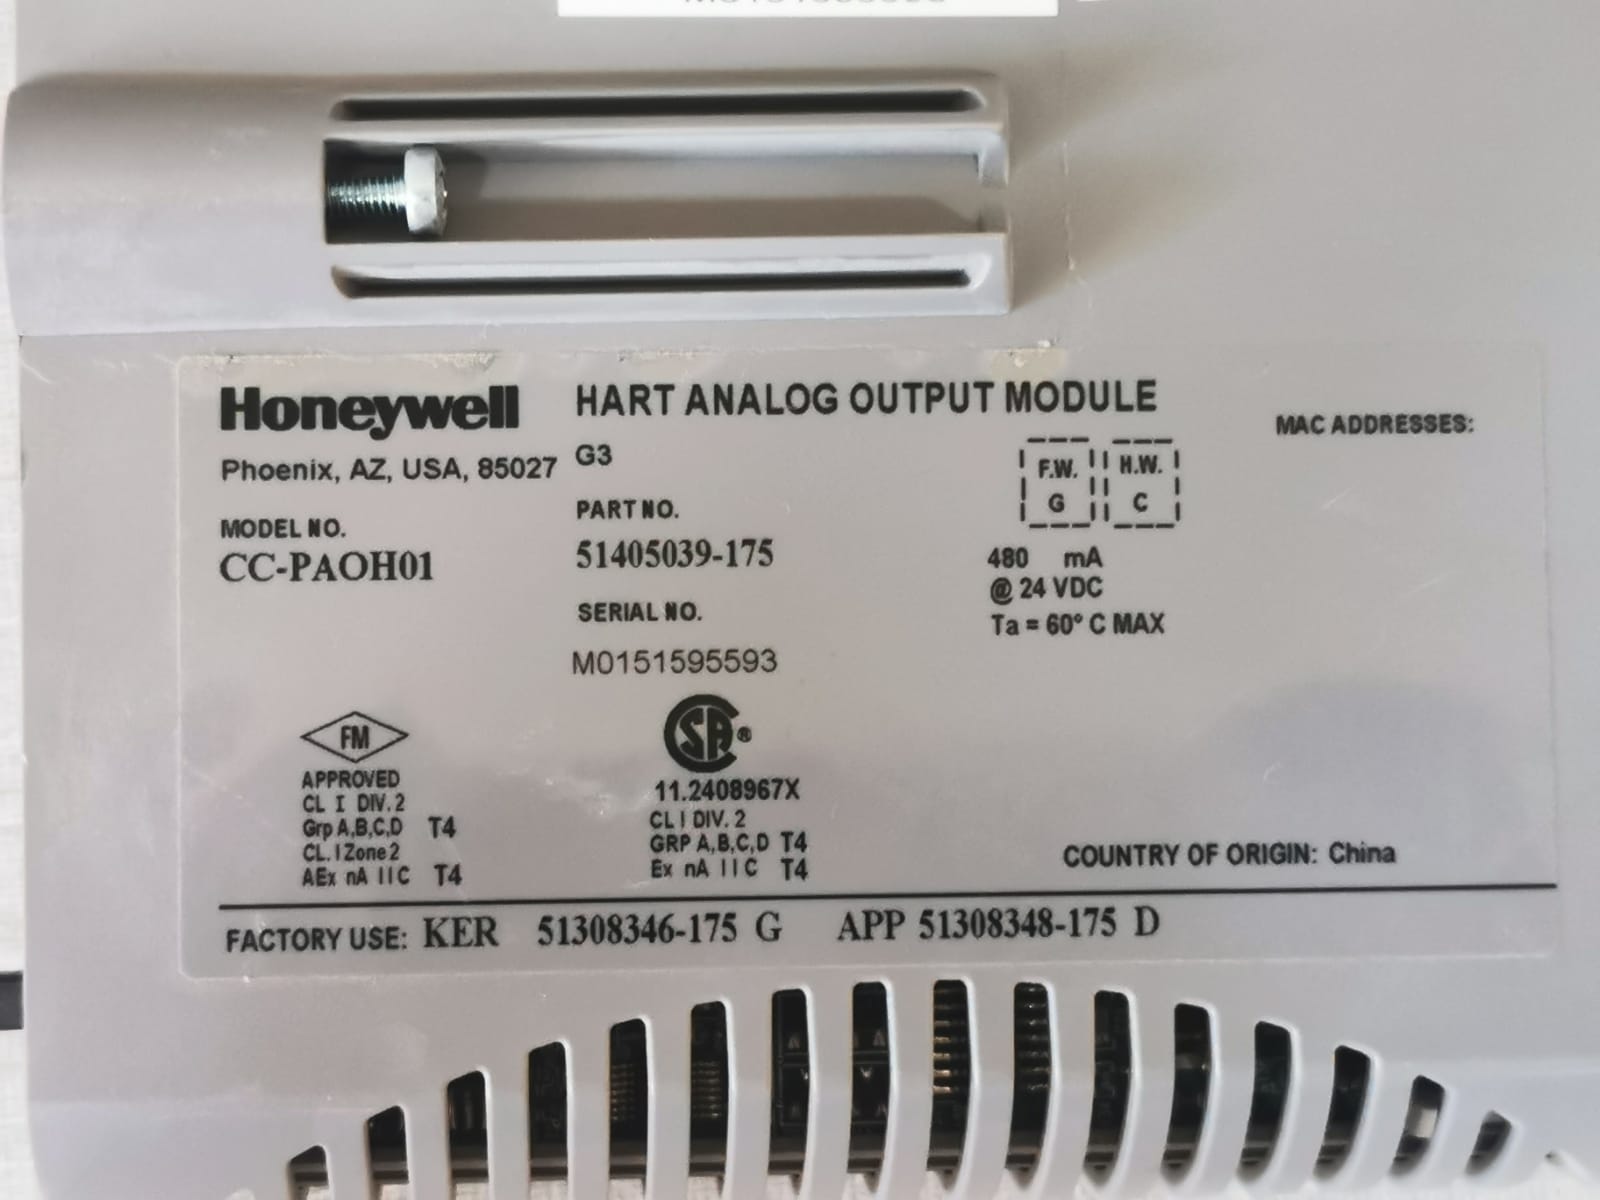 Honeywell
Phoenix, AZ, USA, 85027
MODEL NO.
CC-PAOH01
HART ANALOG OUTPUT MODULE
G3
PART NO.
51405039-175
SERIAL NO.
M0151595593
F.W.
G
H.W.
C
480 mA
@ 24 VDC
Ta = 60° C MAX
MAC ADDRESSES:
FM
APPROVED
CL I DIV. 2
Grp A,B,C,D T4
CL. I Zone 2
AEx nA IIC T4
SA®
11.2408967X
CL I DIV. 2
GRP A,B,C,D T4
Ex nA IIC T4
COUNTRY OF ORIGIN: China
FACTORY USE: KER 51308346-175 G APP 51308348-175 D